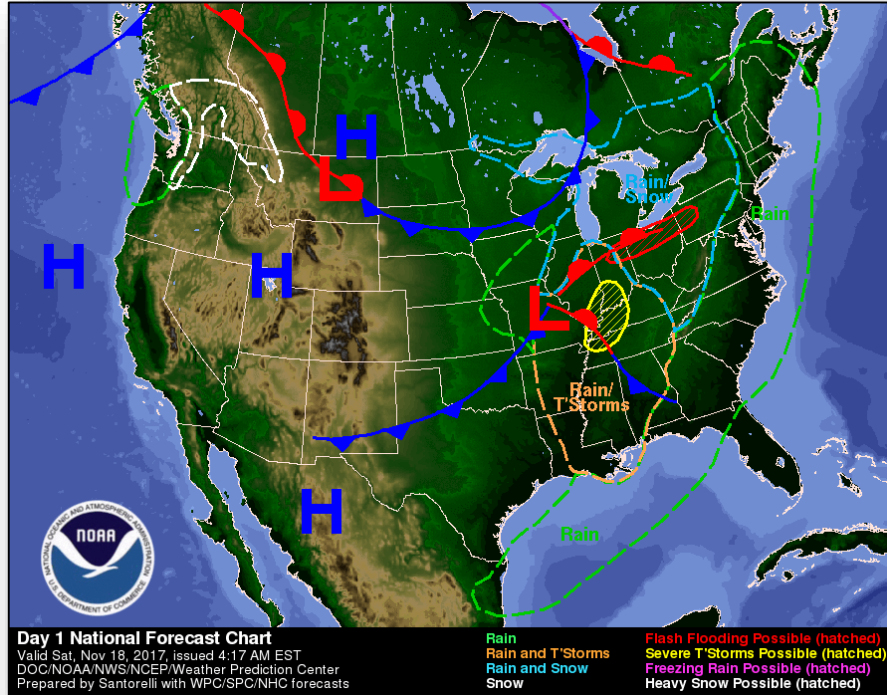 H
L
H
H
Rain/
Snow
Rain
L
Rain/
T'Storms
H
Rain
NATIONAL OCEANIC AND ATMOSPHERIC ADMINISTRATION
NOAA
U.S. DEPARTMENT OF COMMERCE
Day 1 National Forecast Chart
Valid Sat, Nov 18, 2017, issued 4:17 AM EST
DOC/NOAA/NWS/NCEP/Weather Prediction Center
Prepared by Santorelli with WPC/SPC/NHC forecasts
Rain
Rain and T'Storms
Rain and Snow
Snow
Flash Flooding Possible (hatched)
Severe T'Storms Possible (hatched)
Freezing Rain Possible (hatched)
Heavy Snow Possible (hatched)